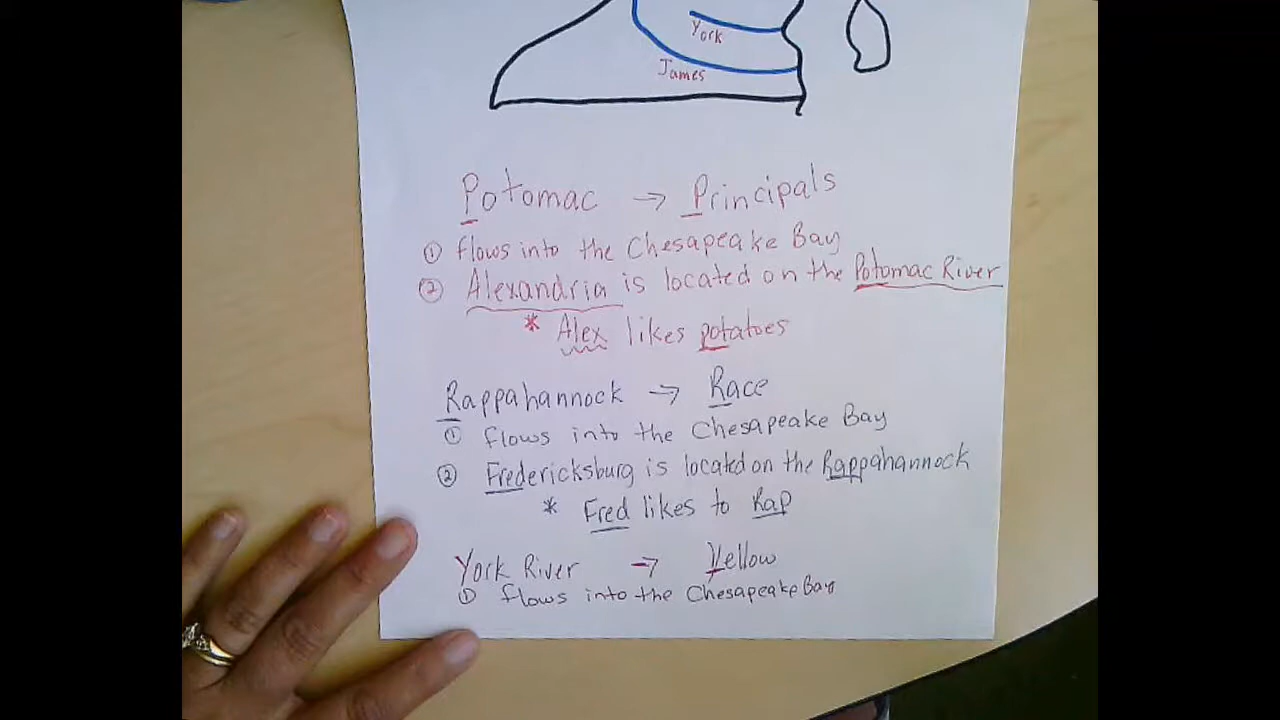 York
James
Potomac → Principals
① flows into the Chesapeake Bay
② Alexandria is located on the Potomac River
* Alex likes potatoes
Rappahannock → Race
① flows into the Chesapeake Bay
② Fredericksburg is located on the Rappahannock
* Fred likes to Rap
York River → Yellow
① flows into the Chesapeake Bay